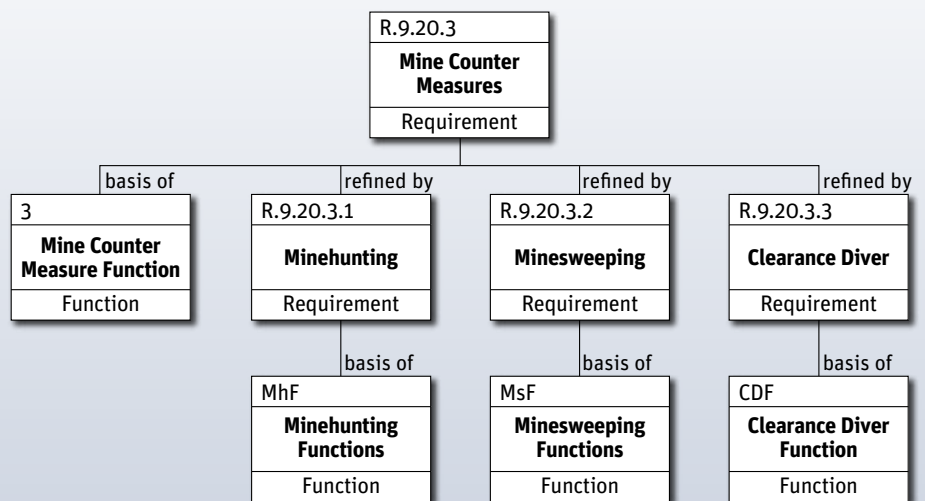 R.9.20.3
Mine Counter
Measures
Requirement
basis of
refined by
refined by
refined by
3
Mine Counter
Measure Function
Function
R.9.20.3.1
Minehunting
Requirement
R.9.20.3.2
Minesweeping
Requirement
R.9.20.3.3
Clearance Diver
Requirement
basis of
basis of
basis of
MhF
Minehunting
Functions
Function
MsF
Minesweeping
Functions
Function
CDF
Clearance Diver
Function
Function